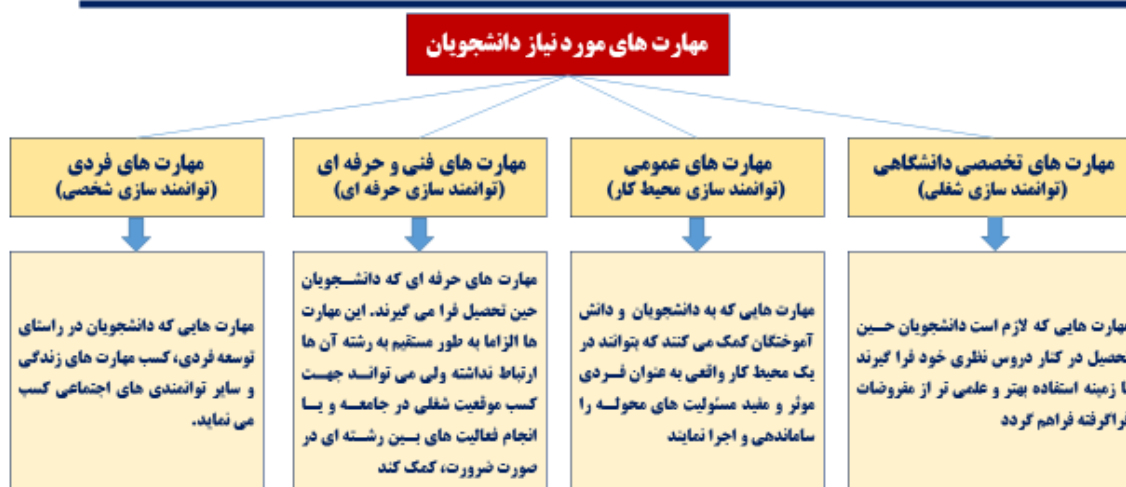 مهارت های مورد نیاز دانشجویان
مهارت های تخصصی دانشگاهی
(توانمند سازی شغلی)
مهارت هایی که لازم است دانشجویان حین
تحصیل در کنار دروس نظری خود فرا گیرند
تا زمینه استفاده بهتر و علمی تر از مفروضات
فراگرفته فراهم گردد
مهارت های عمومی
(توانمند سازی محیط کار)
مهارت هایی که به دانشجویان و دانش
آموختگان کمک می کنند که بتوانند در
یک محیط کار واقعی به عنوان فردی
موثر و مفید مسئولیت های محوله را
ساماندهی و اجرا نمایند
مهارت های فنی و حرفه ای
(توانمند سازی حرفه ای)
مهارت های حرفه ای که دانشجویان
حین تحصیل فرا می گیرند. این مهارت
ها الزاما به طور مستقیم به رشته آن ها
ارتباط نداشته ولی می توانند جهت
کسب موقعیت شغلی در جامعه و یا
انجام فعالیت های بین رشته ای در
صورت ضرورت، کمک کند
مهارت های فردی
(توانمند سازی شخصی)
مهارت هایی که دانشجویان در راستای
توسعه فردی، کسب مهارت های زندگی
و سایر توانمندی های اجتماعی کسب
می نماید.